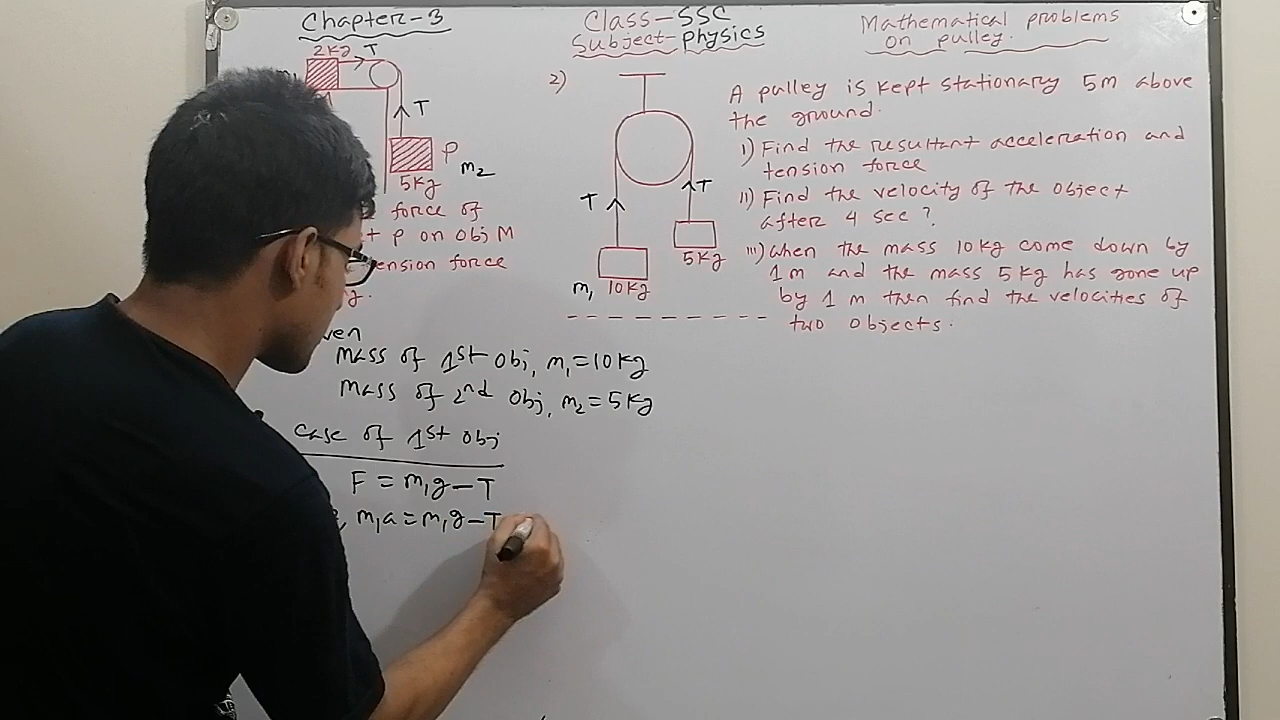 Chapter-3
Class-SSC
Subject-physics
Mathematical problems
on pulley.
2kg T
T
P
m2
5kg
force of
P on obj M
tension force
2)
T
T
5kg
m1 10kg
A pulley is kept stationary 5m above
the ground.
i) Find the resultant acceleration and
tension force
ii) Find the velocity of the object
after 4 sec?
iii) when the mass 10kg come down by
1m and the mass 5kg has gone up
by 1 m then find the velocities of
two objects.
mass of 1st obj, m1=10kg
mass of 2nd obj, m2=5kg
case of 1st obj
F = m1g-T
m1a=m1g-T